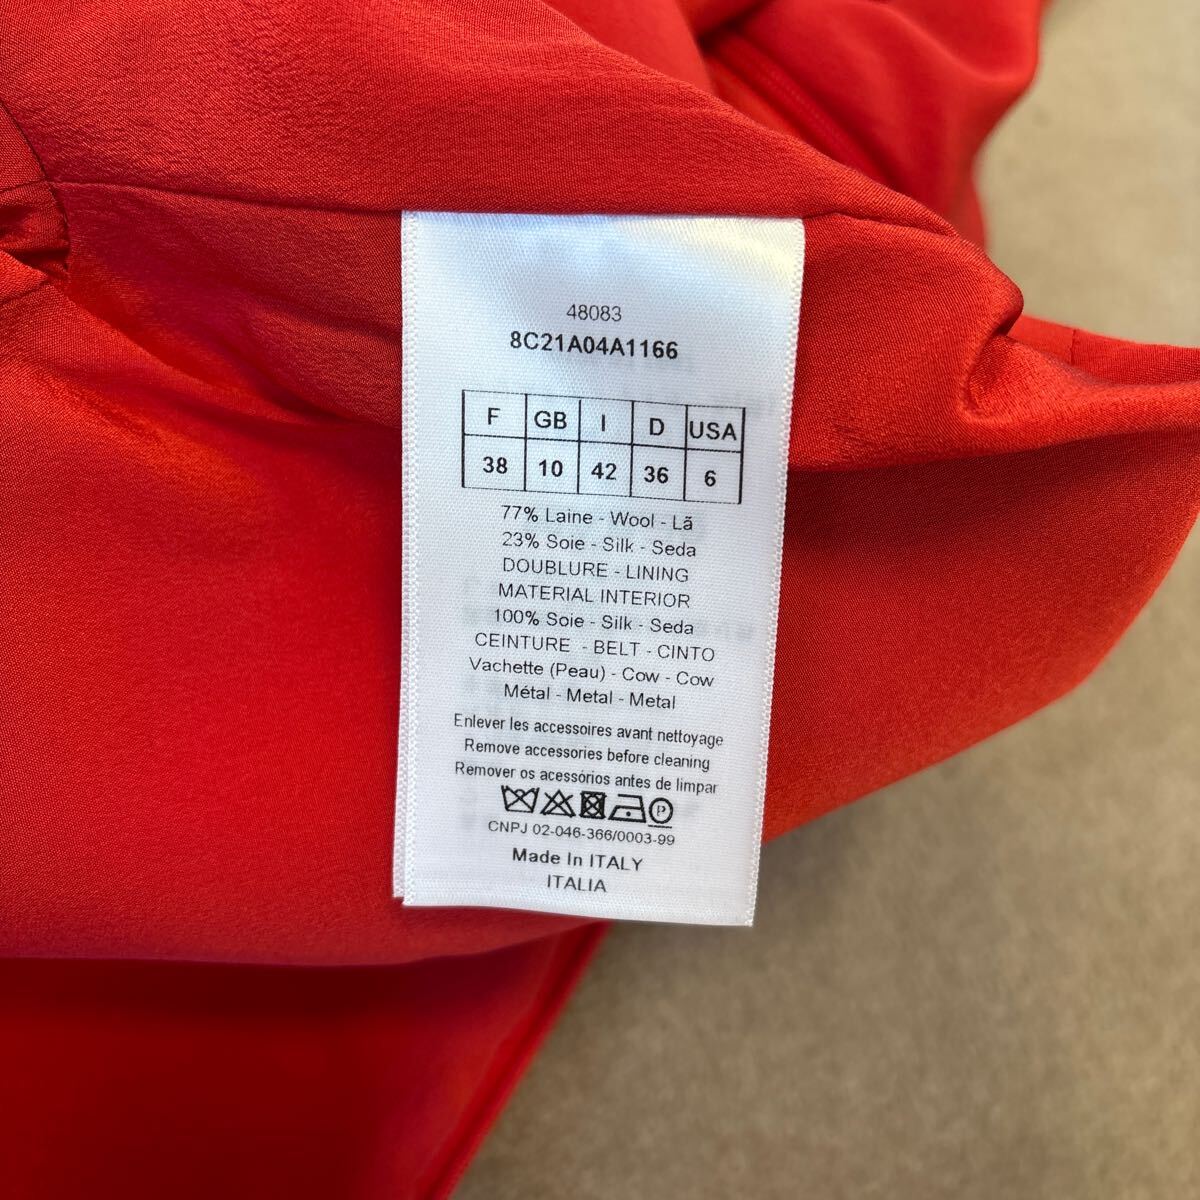 48083
8C21A04A1166
F GB I D USA
38 10 42 36 6
77% Laine - Wool - Lã
23% Soie - Silk - Seda
DOUBLURE - LINING
MATERIAL INTERIOR
100% Soie - Silk - Seda
CEINTURE - BELT - CINTO
Vachette (Peau) - Cow - Cow
Métal - Metal - Metal
Enlever les accessoires avant nettoyage
Remove accessories before cleaning
Remover os acessórios antes de limpar
P
CNPJ 02-046-366/0003-99
Made In ITALY
ITALIA